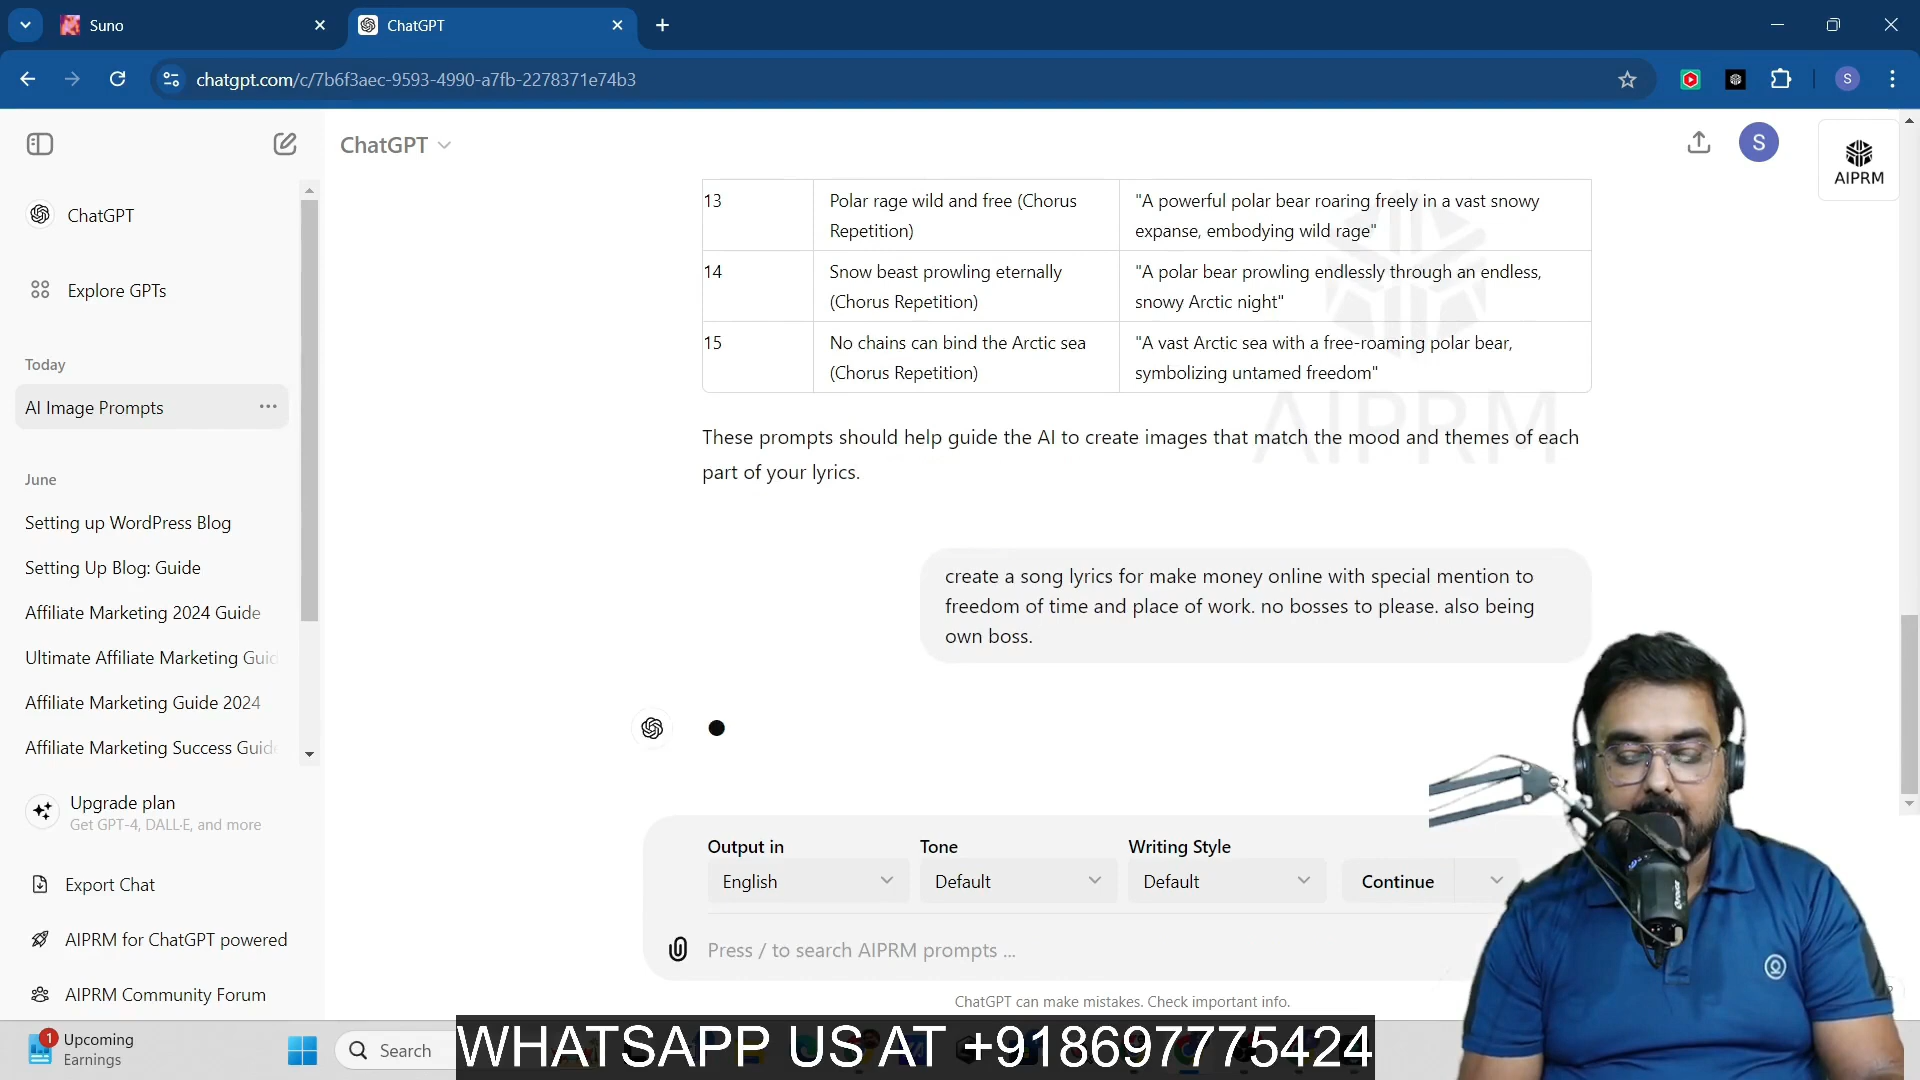 Suno
ChatGPT
chatgpt.com/c/7b6f3aec-9593-4990-a7fb-2278371e74b3
S
ChatGPT
S
AIPRM
ChatGPT
Explore GPTs
Today
AI Image Prompts
June
Setting up WordPress Blog
Setting Up Blog: Guide
Affiliate Marketing 2024 Guide
Ultimate Affiliate Marketing Guid
Affiliate Marketing Guide 2024
Affiliate Marketing Success Guide
Upgrade plan
Get GPT-4, DALL·E, and more
Export Chat
AIPRM for ChatGPT powered
AIPRM Community Forum
13
Polar rage wild and free (Chorus
Repetition)
"A powerful polar bear roaring freely in a vast snowy
expanse, embodying wild rage"
14
Snow beast prowling eternally
(Chorus Repetition)
"A polar bear prowling endlessly through an endless,
snowy Arctic night"
15
No chains can bind the Arctic sea
(Chorus Repetition)
"A vast Arctic sea with a free-roaming polar bear,
symbolizing untamed freedom"
AIPRM
These prompts should help guide the AI to create images that match the mood and themes of each
part of your lyrics.
create a song lyrics for make money online with special mention to
freedom of time and place of work. no bosses to please. also being
own boss.
Output in
Tone
Writing Style
English
Default
Default
Continue
Press / to search AIPRM prompts ...
ChatGPT can make mistakes. Check important info.
1
Upcoming
Earnings
Search
WHATSAPP US AT +918697775424